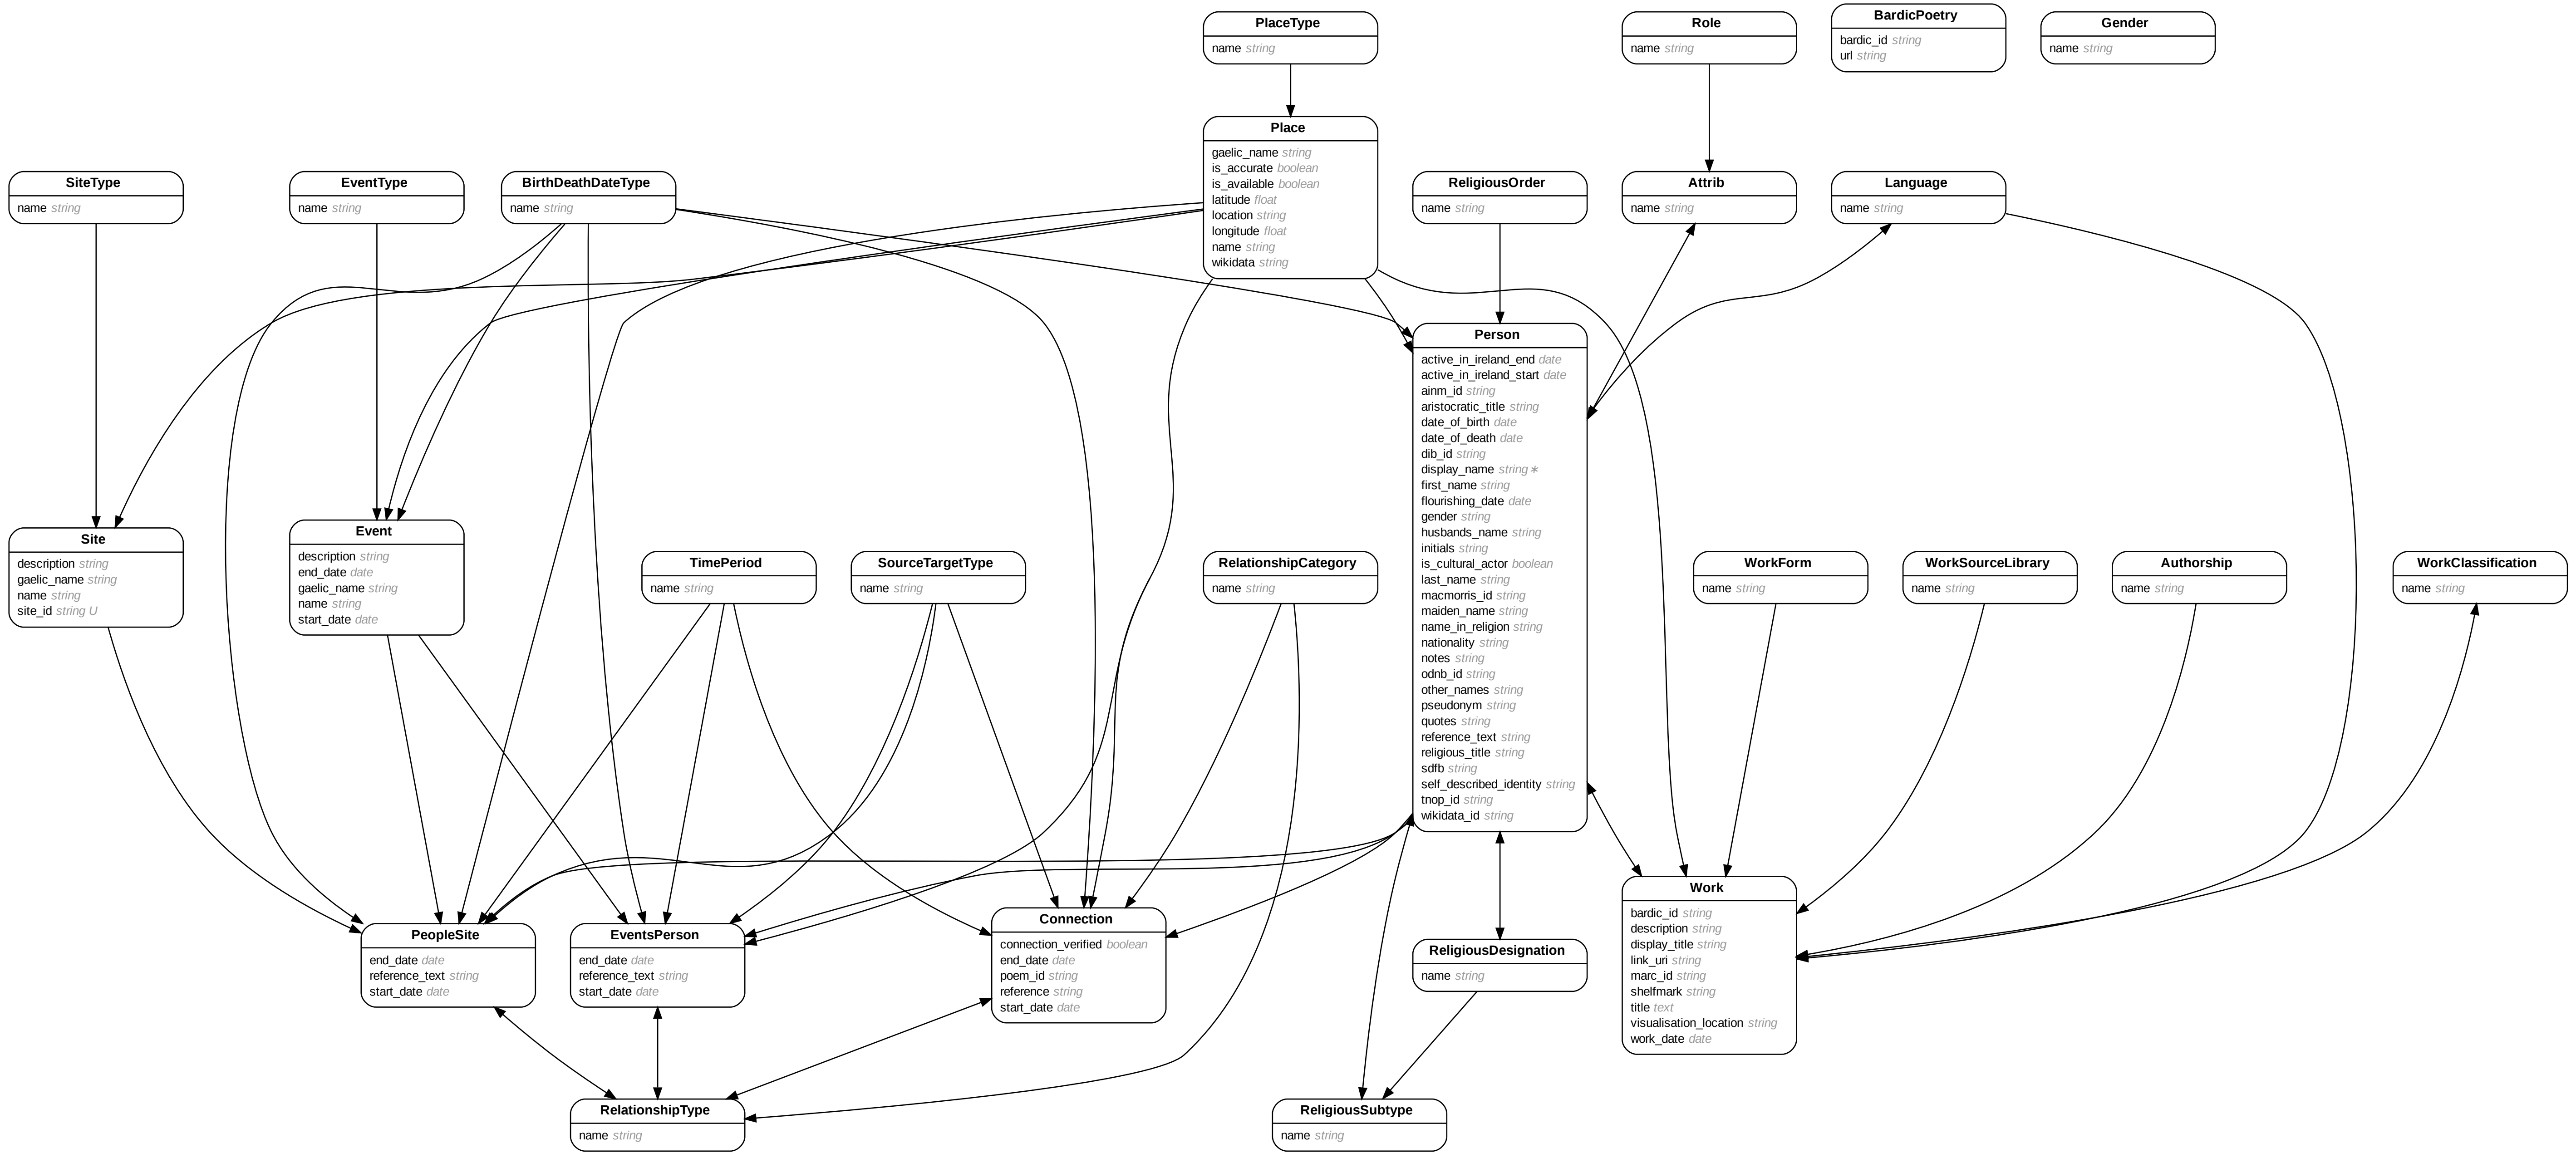 PlaceType
name string
Role
name string
BardicPoetry
bardic_id string
url string
Gender
name string
Place
gaelic_name string
is_accurate boolean
is_available boolean
latitude float
location string
longitude float
name string
wikidata string
SiteType
name string
EventType
name string
BirthDeathDateType
name string
ReligiousOrder
name string
Attrib
name string
Language
name string
Person
active_in_ireland_end date
active_in_ireland_start date
ainm_id string
aristocratic_title string
date_of_birth date
date_of_death date
dib_id string
display_name string∗
first_name string
flourishing_date date
gender string
husbands_name string
initials string
is_cultural_actor boolean
last_name string
macmorris_id string
maiden_name string
name_in_religion string
nationality string
notes string
odnb_id string
other_names string
pseudonym string
quotes string
reference_text string
religious_title string
sdfb string
self_described_identity string
tnop_id string
wikidata_id string
Site
description string
gaelic_name string
name string
site_id string U
Event
description string
end_date date
gaelic_name string
name string
start_date date
TimePeriod
name string
SourceTargetType
name string
RelationshipCategory
name string
WorkForm
name string
WorkSourceLibrary
name string
Authorship
name string
WorkClassification
name string
PeopleSite
end_date date
reference_text string
start_date date
EventsPerson
end_date date
reference_text string
start_date date
Connection
connection_verified boolean
end_date date
poem_id string
reference string
start_date date
ReligiousDesignation
name string
Work
bardic_id string
description string
display_title string
link_uri string
marc_id string
shelfmark string
title text
visualisation_location string
work_date date
RelationshipType
name string
ReligiousSubtype
name string